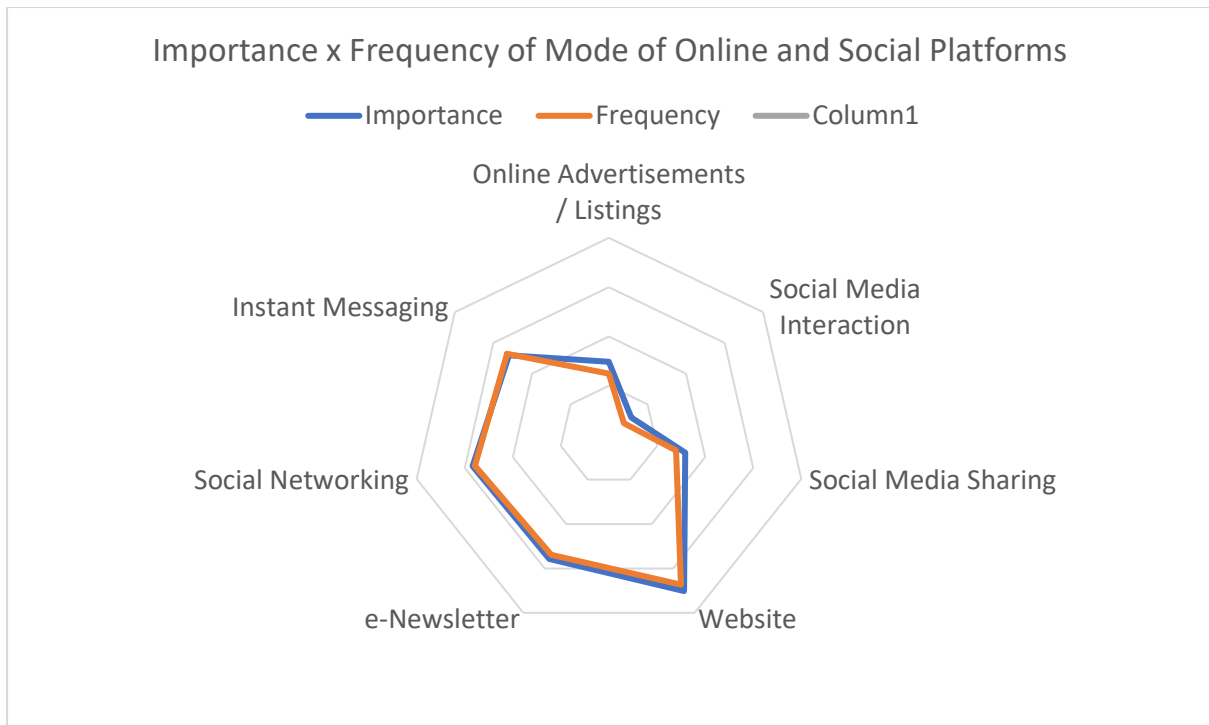 Importance x Frequency of Mode of Online and Social Platforms
Importance Frequency Column1
Online Advertisements
/ Listings
Social Media
Interaction
Instant Messaging
Social Networking
Social Media Sharing
e-Newsletter
Website